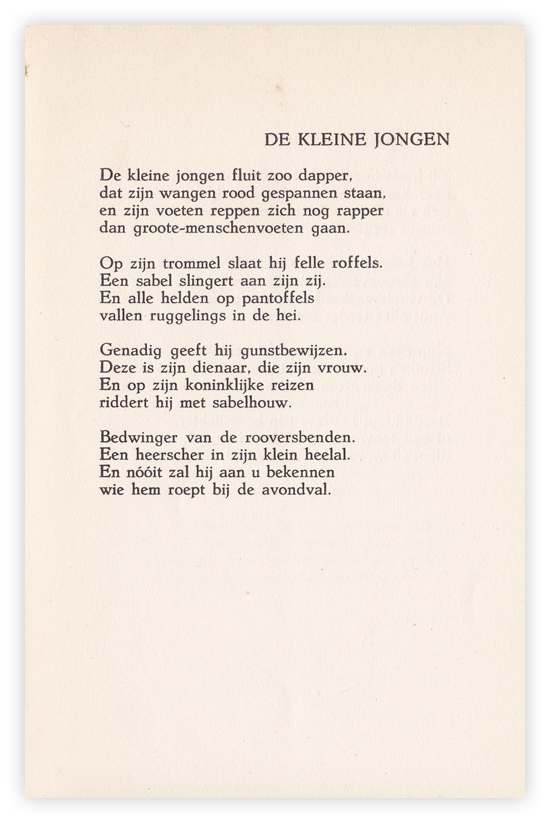 DE KLEINE JONGEN
De kleine jongen fluit zoo dapper,
dat zijn wangen rood gespannen staan,
en zijn voeten reppen zich nog rapper
dan groote-menschenvoeten gaan.
Op zijn trommel slaat hij felle roffels.
Een sabel slingert aan zijn zij.
En alle helden op pantoffels
vallen ruggelings in de hei.
Genadig geeft hij gunstbewijzen.
Deze is zijn dienaar, die zijn vrouw.
En op zijn koninklijke reizen
riddert hij met sabelhouw.
Bedwinger van de rooversbenden.
Een heerscher in zijn klein heelal.
En nóóit zal hij aan u bekennen
wie hem roept bij de avondval.